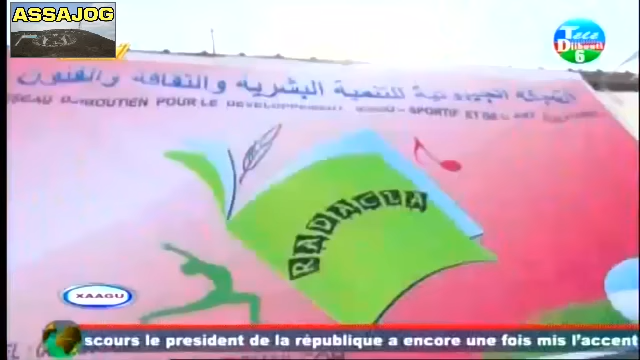 ASSAJOG
Tele
Djibouti
6
الشبكة الجيبوتية للتنمية البشرية والثقافة والفنون
RESEAU DJIBOUTIEN POUR LE DEVELOPPEMENT SPORTIF ET DE L'ART
RADACLA
XAAGU
scours le president de la république a encore une fois mis l'accent